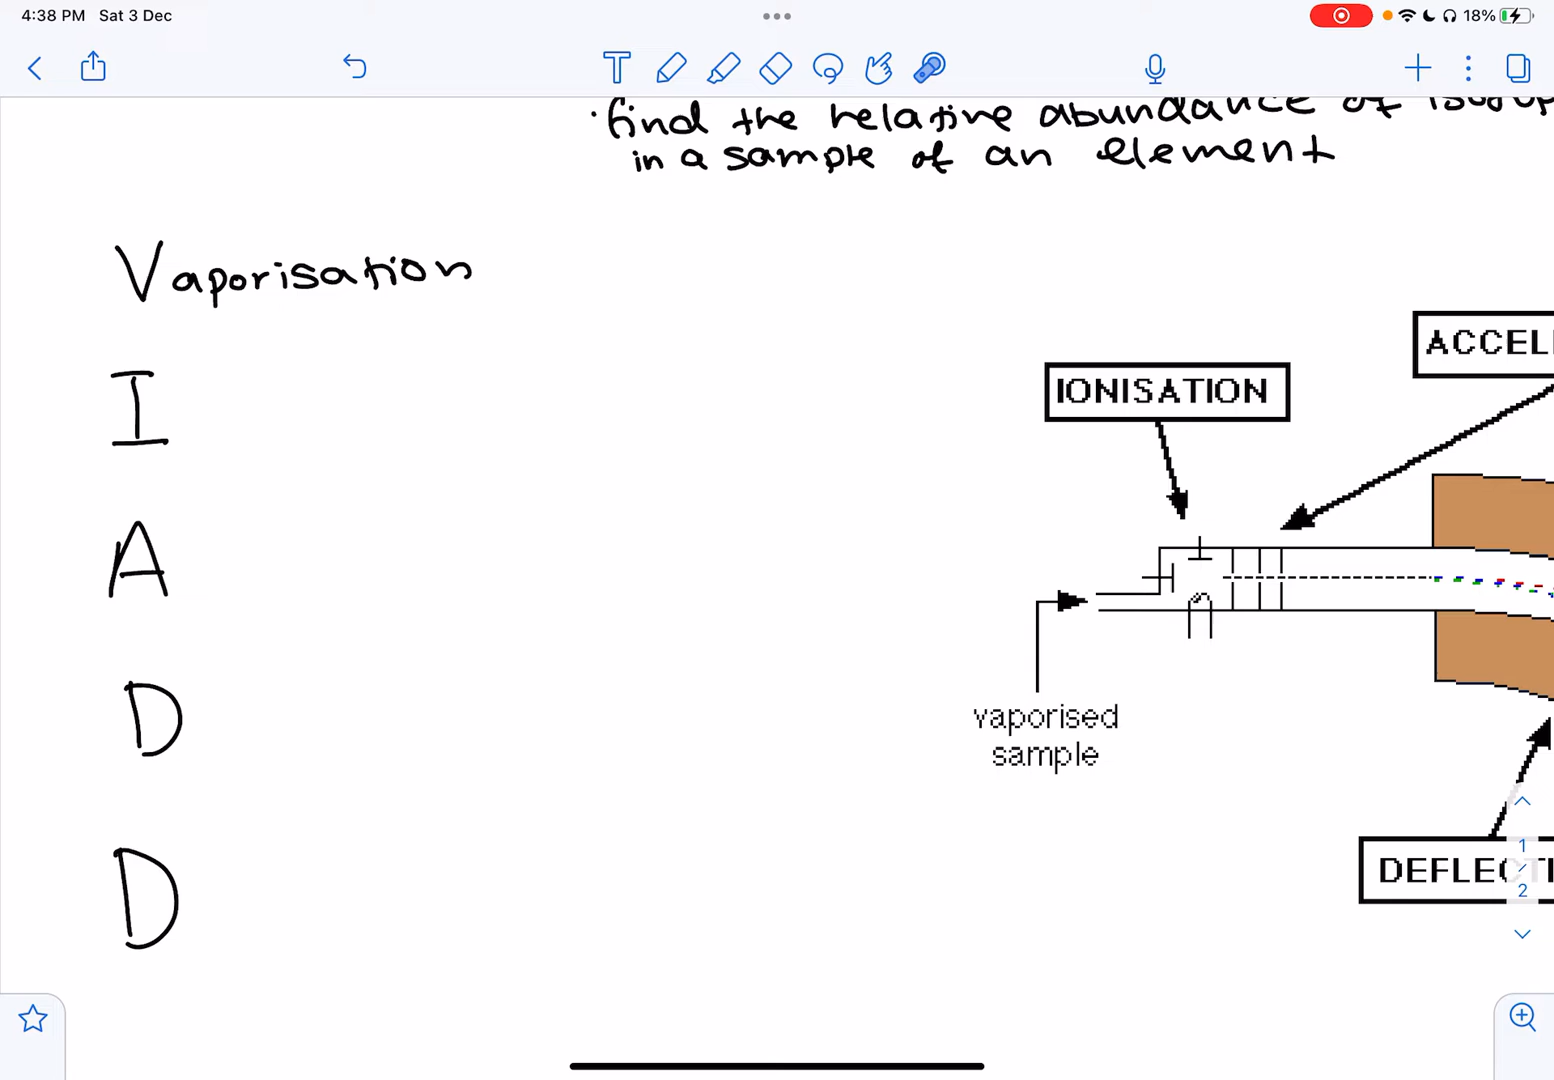 4:38 PM Sat 3 Dec
18%
· find the relative abundance of
in a sample of an element
Vaporisation
I
A
D
D
IONISATION
ACCEL
vaporised
sample
DEFLECTI
1
2